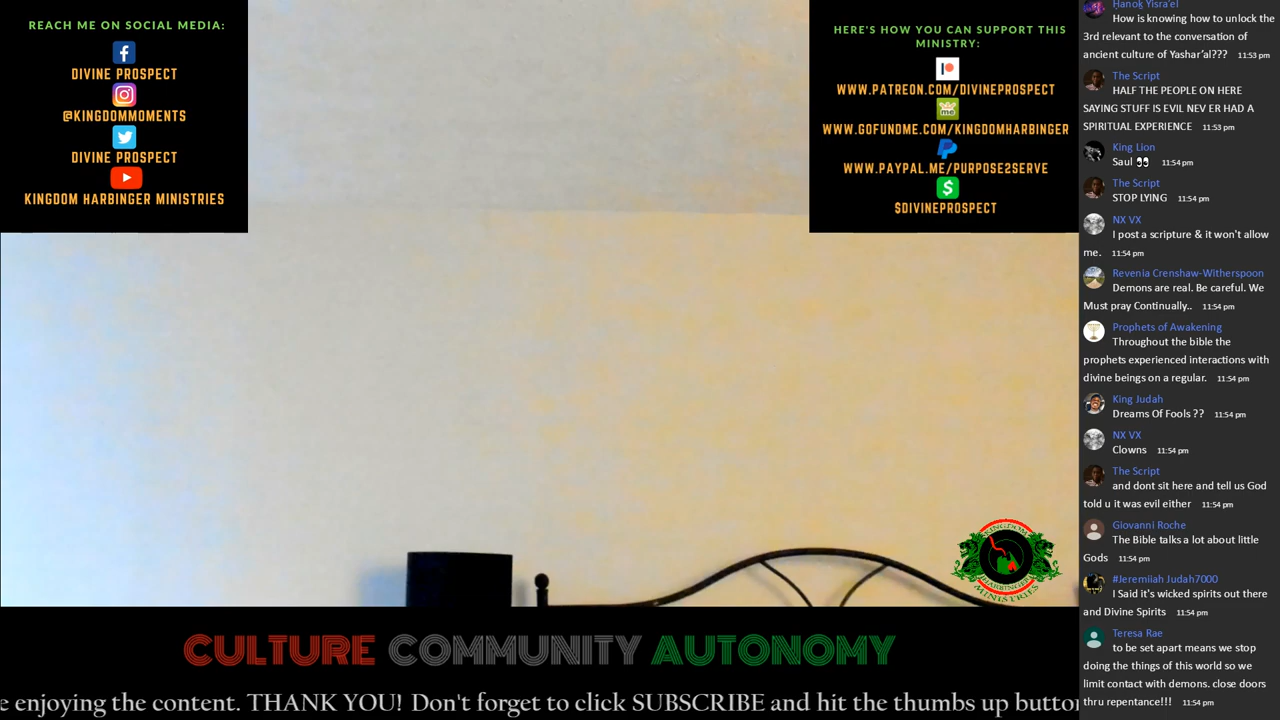 REACH ME ON SOCIAL MEDIA:
DIVINE PROSPECT
@KINGDOMMOMENTS
DIVINE PROSPECT
KINGDOM HARBINGER MINISTRIES
HERE'S HOW YOU CAN SUPPORT THIS
MINISTRY:
WWW.PATREON.COM/DIVINEPROSPECT
me
WWW.GOFUNDME.COM/KINGDOMHARBINGER
WWW.PAYPAL.ME/PURPOSE2SERVE
$
$DIVINEPROSPECT
KINGDOM
HARBINGER
MINISTRIES
CULTURE COMMUNITY AUTONOMY
e enjoying the content. THANK YOU! Don't forget to click SUBSCRIBE and hit the thumbs up button
Ḥanoḵ Yisra'el
How is knowing how to unlock the
3rd relevant to the conversation of
ancient culture of Yashar'al??? 11:53 pm
The Script
HALF THE PEOPLE ON HERE
SAYING STUFF IS EVIL NEV ER HAD A
SPIRITUAL EXPERIENCE 11:53 pm
King Lion
Saul 👀 11:54 pm
The Script
STOP LYING 11:54 pm
NX VX
I post a scripture & it won't allow
me. 11:54 pm
Revenia Crenshaw-Witherspoon
Demons are real. Be careful. We
Must pray Continually.. 11:54 pm
Prophets of Awakening
Throughout the bible the
prophets experienced interactions with
divine beings on a regular. 11:54 pm
King Judah
Dreams Of Fools ?? 11:54 pm
NX VX
Clowns 11:54 pm
The Script
and dont sit here and tell us God
told u it was evil either 11:54 pm
Giovanni Roche
The Bible talks a lot about little
Gods 11:54 pm
#Jeremiiah Judah7000
I Said it's wicked spirits out there
and Divine Spirits 11:54 pm
Teresa Rae
to be set apart means we stop
doing the things of this world so we
limit contact with demons. close doors
thru repentance!!! 11:54 pm